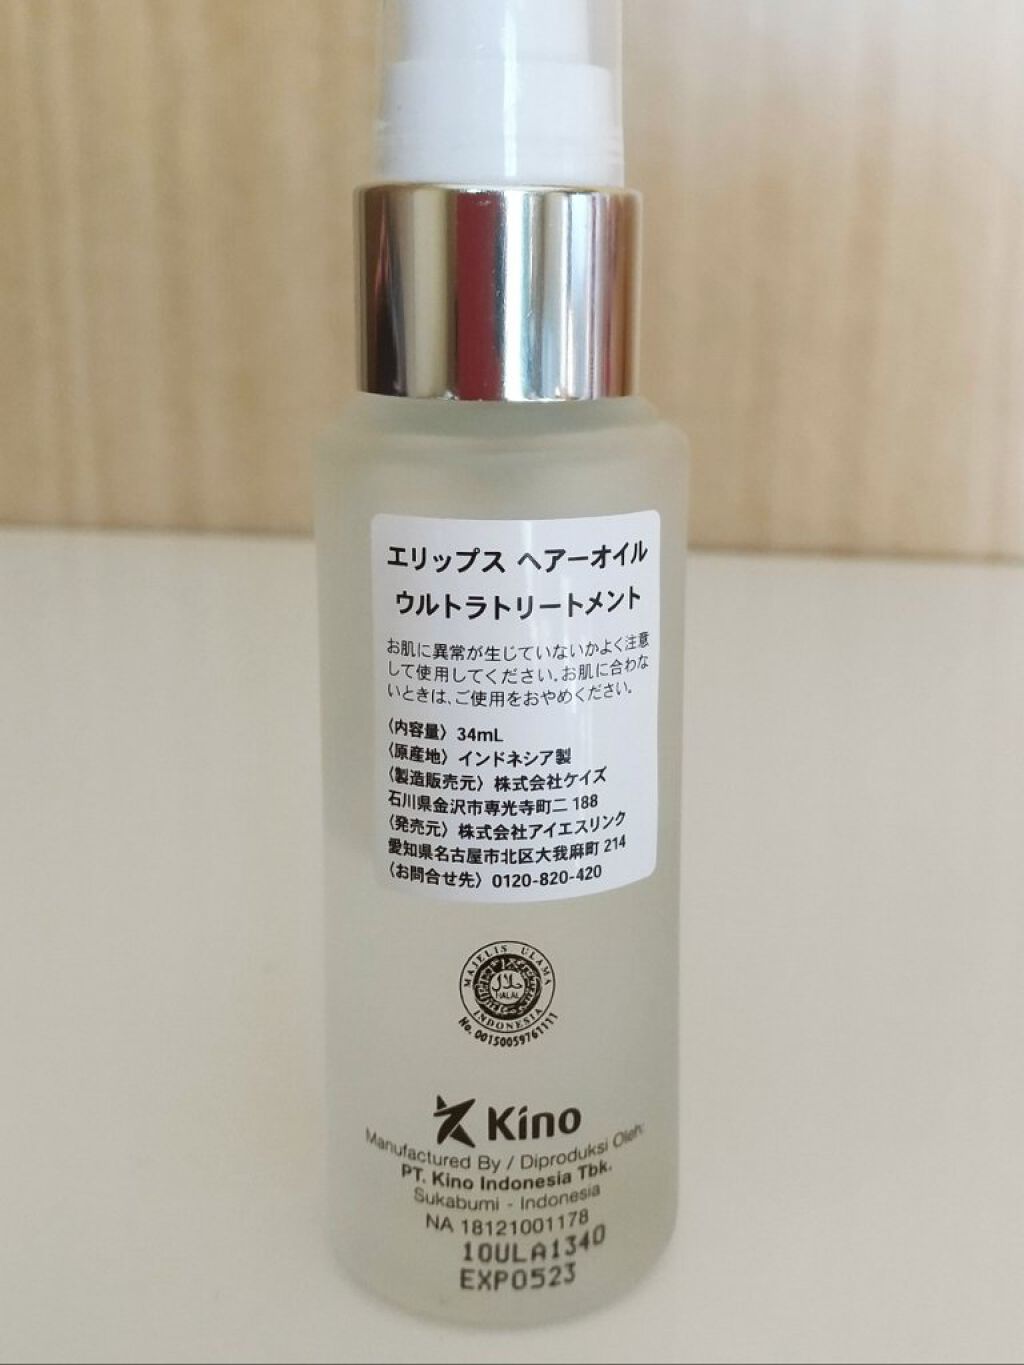 エリップス ヘアーオイル
ウルトラトリートメント
お肌に異常が生じていないかよく注意
して使用してください。お肌に合わな
いときは、ご使用をおやめください。
〈内容量〉34mL
〈原産地〉インドネシア製
〈製造販売元〉株式会社ケイズ
石川県金沢市専光寺町二 188
〈発売元〉株式会社アイエスリンク
愛知県名古屋市北区大我麻町 214
〈お問合せ先〉0120-820-420
MAJELIS ULAMA
حلال
HALAL
INDONESIA
No. 00150059761111
Kino
Manufactured By / Diproduksi Oleh:
PT. Kino Indonesia Tbk.
Sukabumi - Indonesia
NA 18121001178
10ULA1340
EXP0523